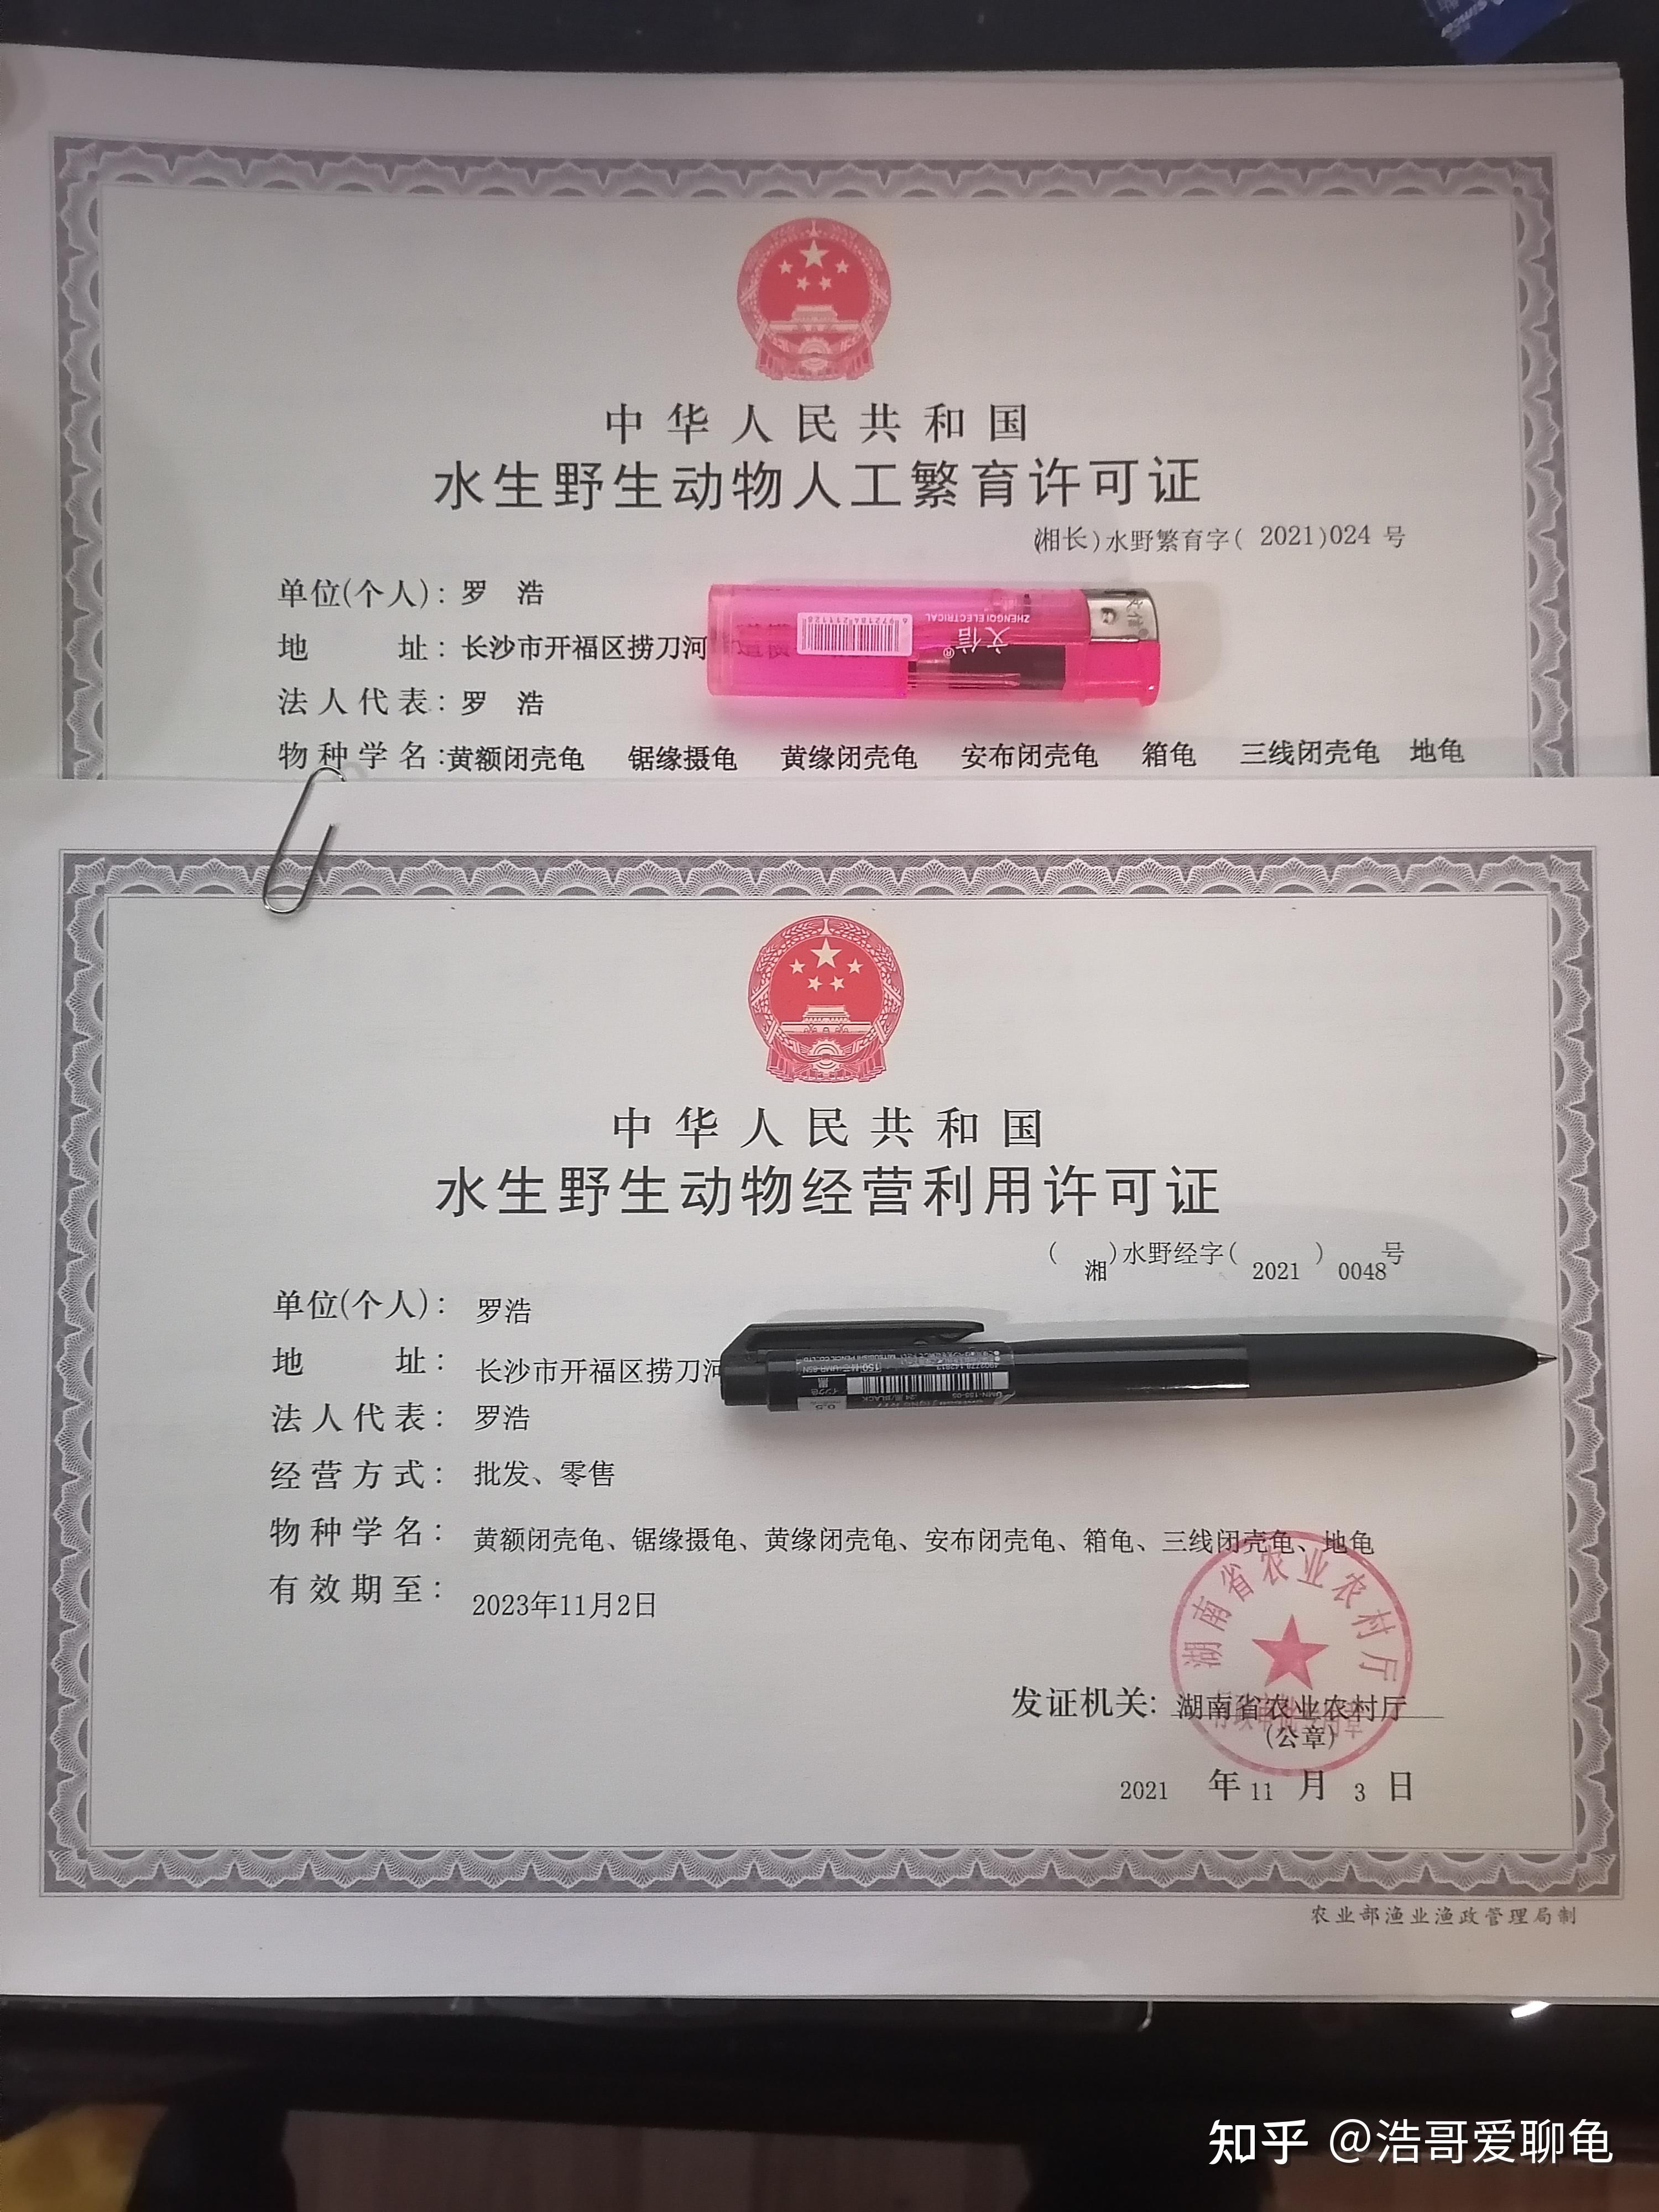 中华人民共和国
水生野生动物人工繁育许可证
(湘长)水野繁育字(2021)024号
单位(个人)：罗 浩
地 址：长沙市开福区捞刀河
文信®
ZHENGQI ELECTRICAL
法人代表：罗 浩
物种学名：黄额闭壳龟 锯缘摄龟 黄缘闭壳龟 安布闭壳龟 箱龟 三线闭壳龟 地龟
中华人民共和国
水生野生动物经营利用许可证
(湘)水野经字(2021)0048号
单位(个人)：罗浩
地 址：长沙市开福区捞刀河
法人代表：罗浩
经营方式：批发、零售
物种学名：黄额闭壳龟、锯缘摄龟、黄缘闭壳龟、安布闭壳龟、箱龟、三线闭壳龟、地龟
有效期至：2023年11月2日
湖南省农业农村厅
发证机关：湖南省农业农村厅
(公章)
2021 年 11 月 3 日
农业部渔业渔政管理局制
知乎 @浩哥爱聊龟